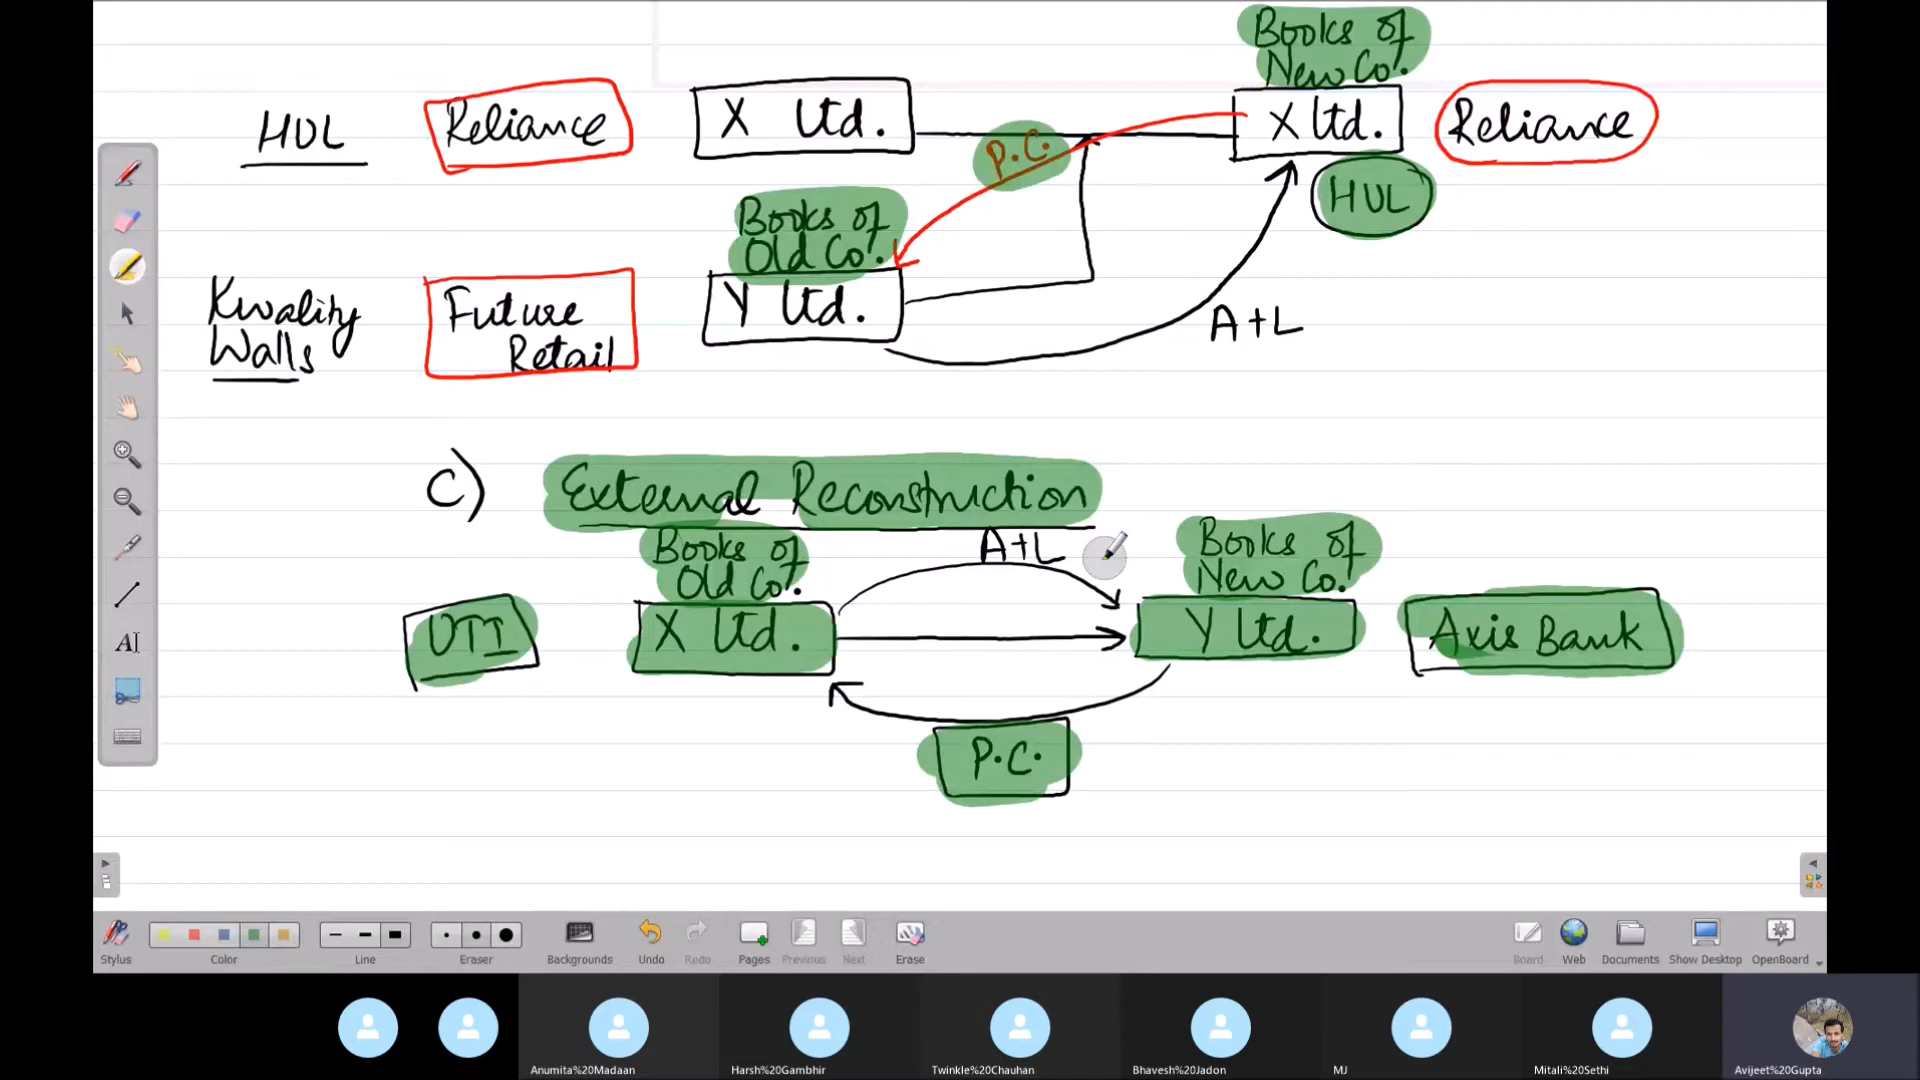 Books of
New Co.
HUL
Reliance
X Ltd.
P.C.
X Ltd.
Reliance
HUL
Books of
Old Co.
Kwality
Walls
Future
Retail
Y Ltd.
A+L
C)
External Reconstruction
A+L
Books of
Old Co.
Books of
New Co.
UTI
X Ltd.
Y Ltd.
Axis Bank
P.C.
Stylus
Color
Line
Eraser
Backgrounds
Undo
Redo
Pages
Previous
Next
Erase
Board
Web
Documents
Show Desktop
OpenBoard
Anumita%20Madaan
Harsh%20Gambhir
Twinkle%20Chauhan
Bhavesh%20Jadon
MJ
Mitali%20Sethi
Avijeet%20Gupta